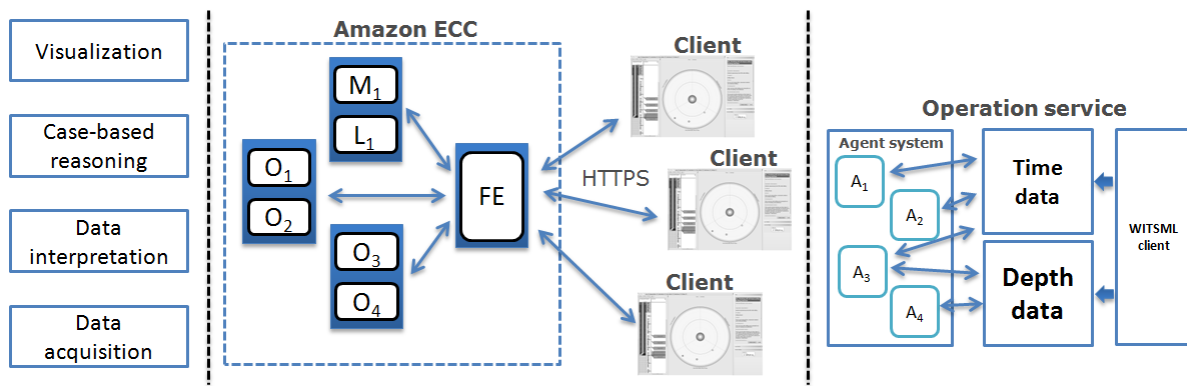 Visualization
Case-based
reasoning
Data
interpretation
Data
acquisition
Amazon ECC
M1
L1
O1
O2
O3
O4
FE
HTTPS
Client
Client
Client
Operation service
Agent system
A1
A2
A3
A4
Time
data
Depth
data
WITSML
client